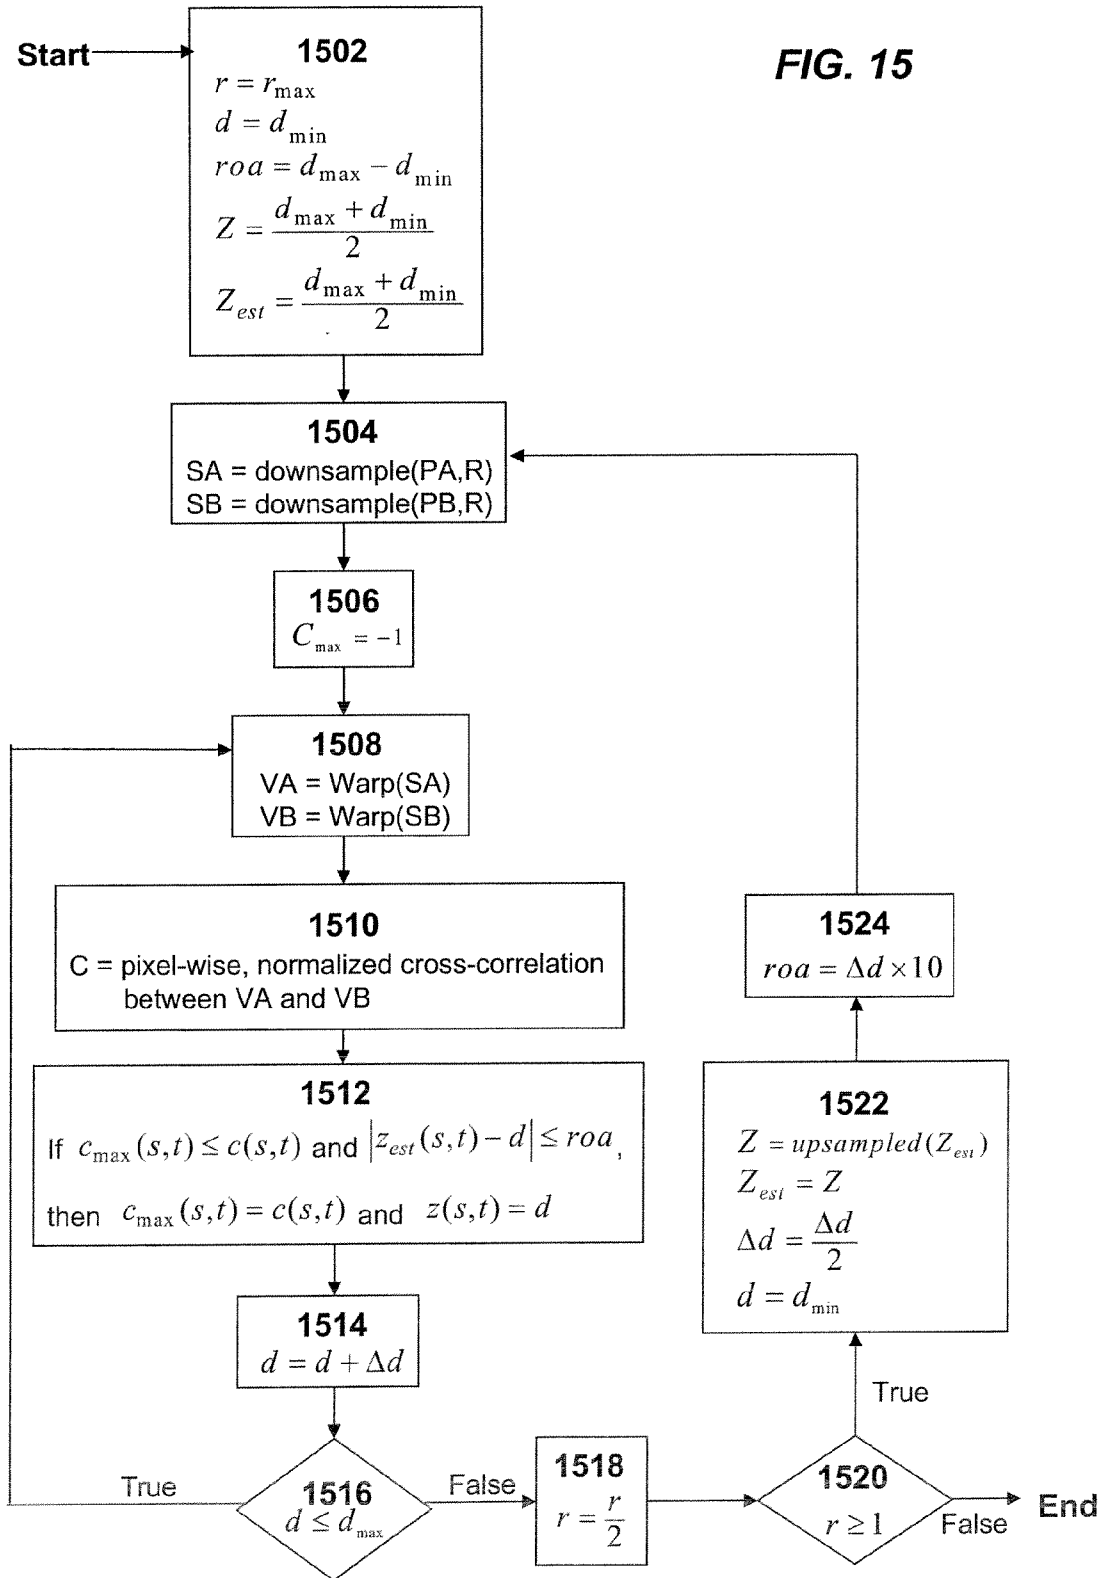 FIG. 15
Start
1502
r = r_max
d = d_min
roa = d_max − d_min
Z = (d_max + d_min)/2
Z_est = (d_max + d_min)/2
1504
SA = downsample(PA,R)
SB = downsample(PB,R)
1506
C_max = −1
1508
VA = Warp(SA)
VB = Warp(SB)
1510
C = pixel-wise, normalized cross-correlation
between VA and VB
1512
If c_max(s,t) ≤ c(s,t) and |z_est(s,t) − d| ≤ roa,
then c_max(s,t) = c(s,t) and z(s,t) = d
1514
d = d + Δd
1516
d ≤ d_max
True
False
1518
r = r/2
1520
r ≥ 1
False
End
True
1522
Z = upsampled(Z_est)
Z_est = Z
Δd = Δd/2
d = d_min
1524
roa = Δd × 10